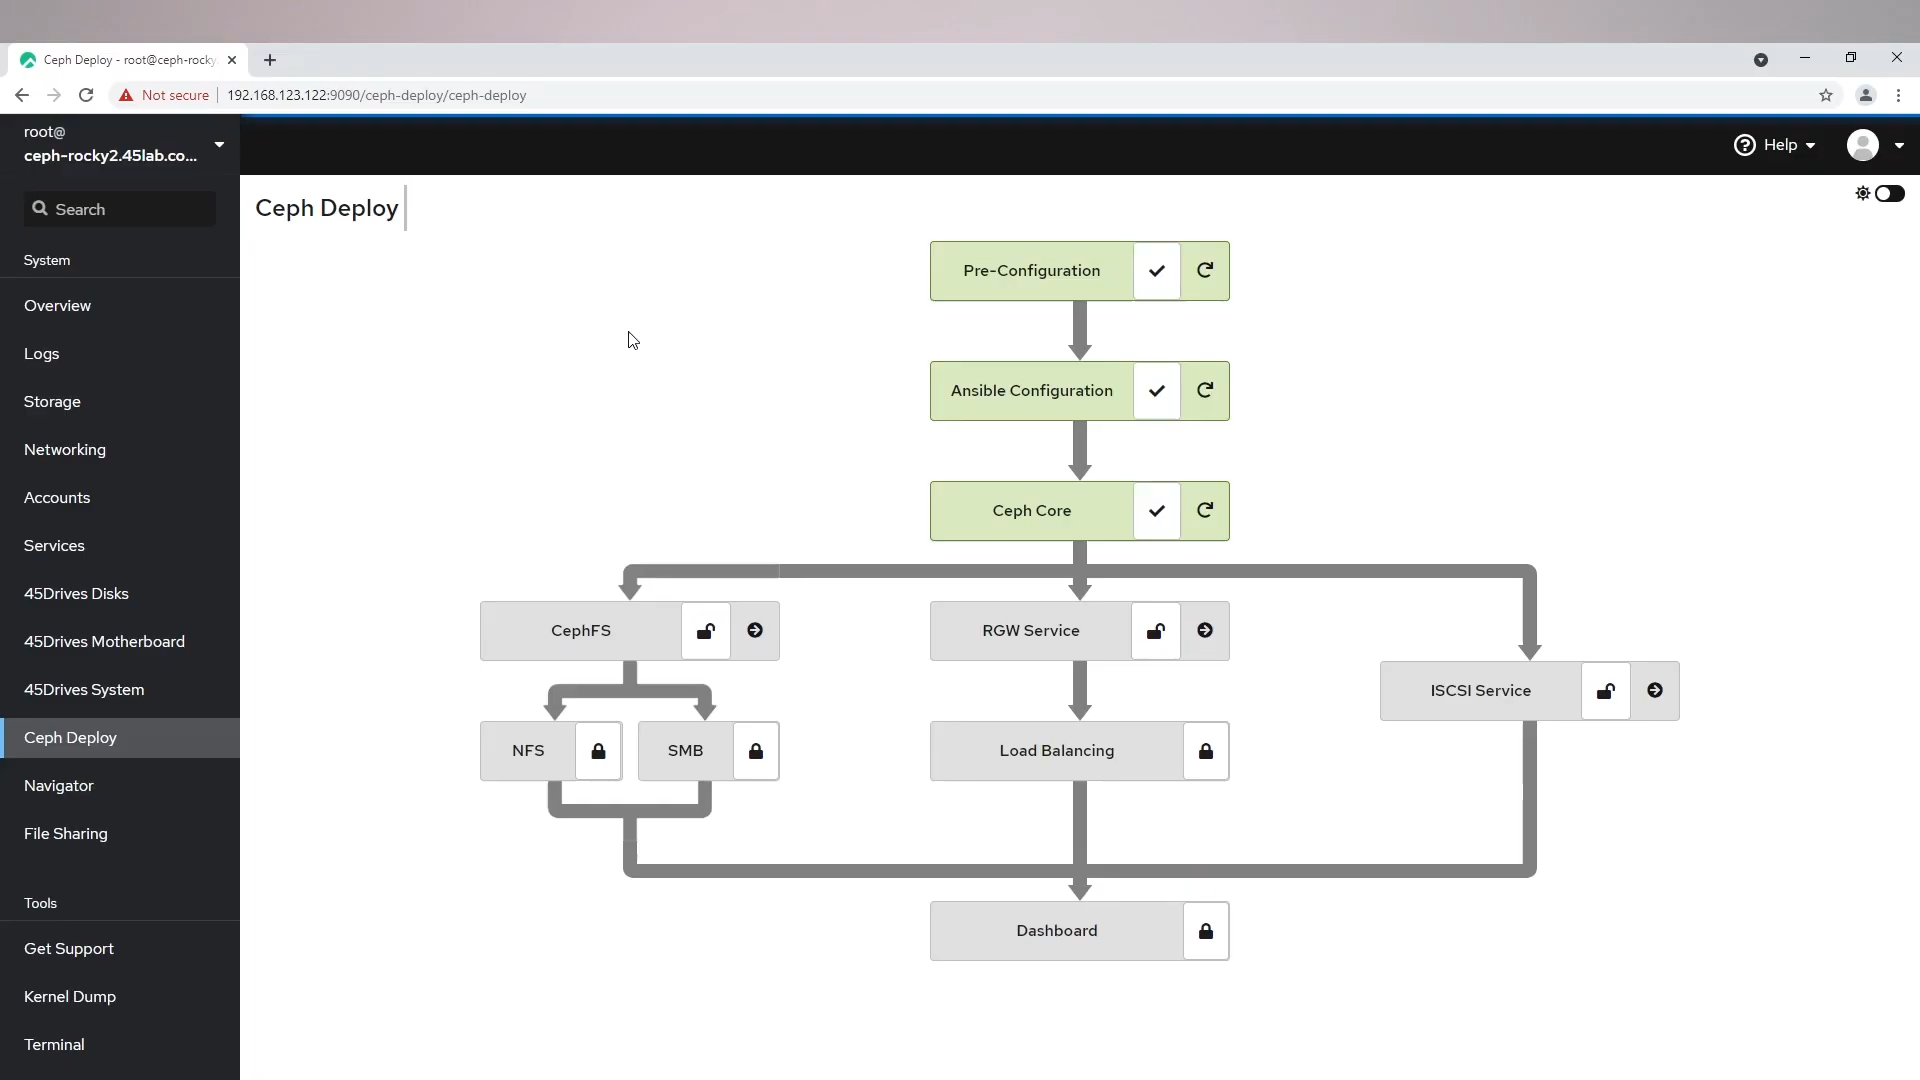 Ceph Deploy - root@ceph-rocky
Not secure
192.168.123.122:9090/ceph-deploy/ceph-deploy
root@
ceph-rocky2.45lab.co...
Help
Search
Ceph Deploy
System
Overview
Logs
Storage
Networking
Accounts
Services
45Drives Disks
45Drives Motherboard
45Drives System
Ceph Deploy
Navigator
File Sharing
Tools
Get Support
Kernel Dump
Terminal
Pre-Configuration
Ansible Configuration
Ceph Core
CephFS
RGW Service
ISCSI Service
NFS
SMB
Load Balancing
Dashboard